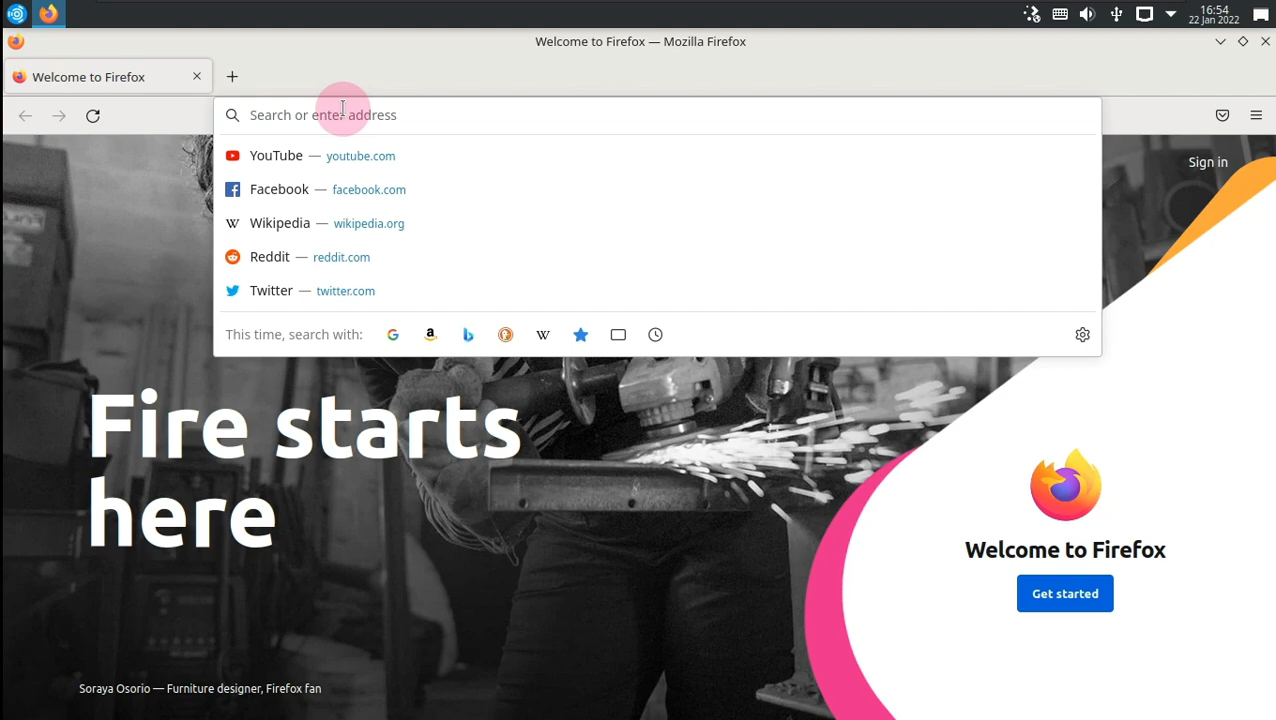 16:54
22 Jan 2022
Welcome to Firefox — Mozilla Firefox
Welcome to Firefox
Search or enter address
YouTube — youtube.com
Facebook — facebook.com
Wikipedia — wikipedia.org
Reddit — reddit.com
Twitter — twitter.com
This time, search with:
Sign in
Fire starts
here
Welcome to Firefox
Get started
Soraya Osorio — Furniture designer, Firefox fan